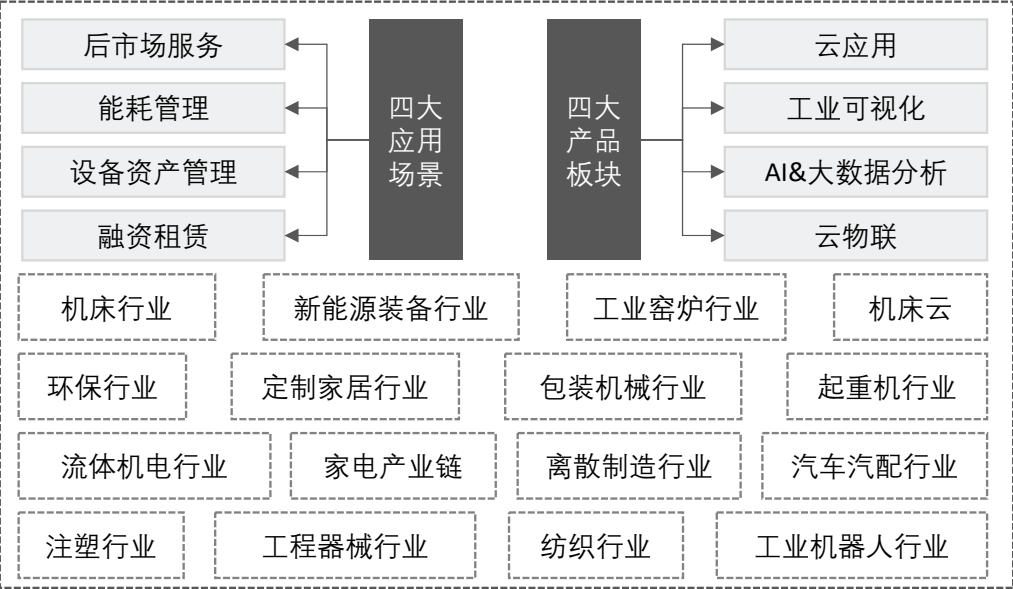 后市场服务
能耗管理
设备资产管理
融资租赁
四大
应用
场景
四大
产品
板块
云应用
工业可视化
AI&大数据分析
云物联
机床行业
新能源装备行业
工业窑炉行业
机床云
环保行业
定制家居行业
包装机械行业
起重机行业
流体机电行业
家电产业链
离散制造行业
汽车汽配行业
注塑行业
工程器械行业
纺织行业
工业机器人行业